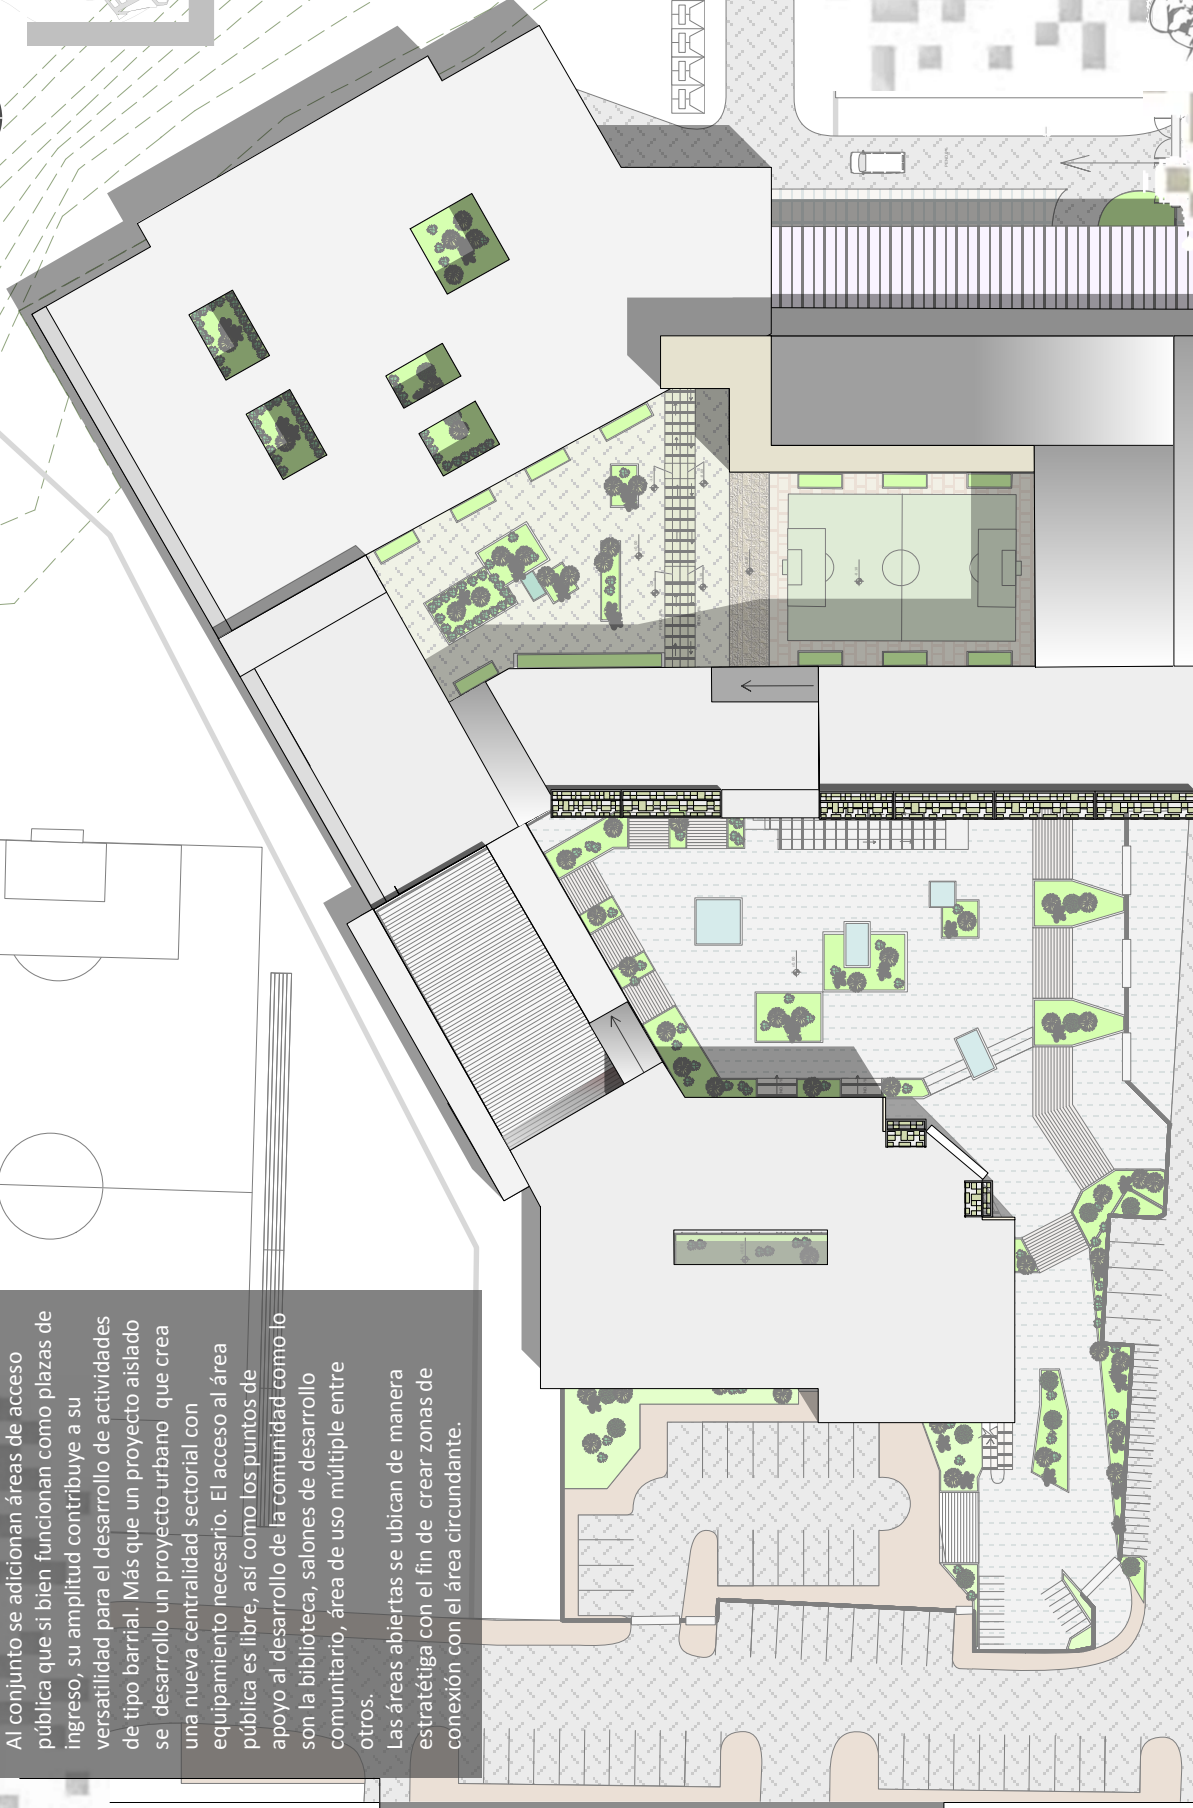 Al conjunto se adicionan áreas de acceso
pública que si bien funcionan como plazas de
ingreso, su amplitud contribuye a su
versatilidad para el desarrollo de actividades
de tipo barrial. Más que un proyecto aislado
se desarrollo un proyecto urbano que crea
una nueva centralidad sectorial con
equipamiento necesario. El acceso al área
pública es libre, así como los puntos de
apoyo al desarrollo de la comunidad como lo
son la biblioteca, salones de desarrollo
comunitario, área de uso múltiple entre
otros.
Las áreas abiertas se ubican de manera
estratétiga con el fin de crear zonas de
conexión con el área circundante.